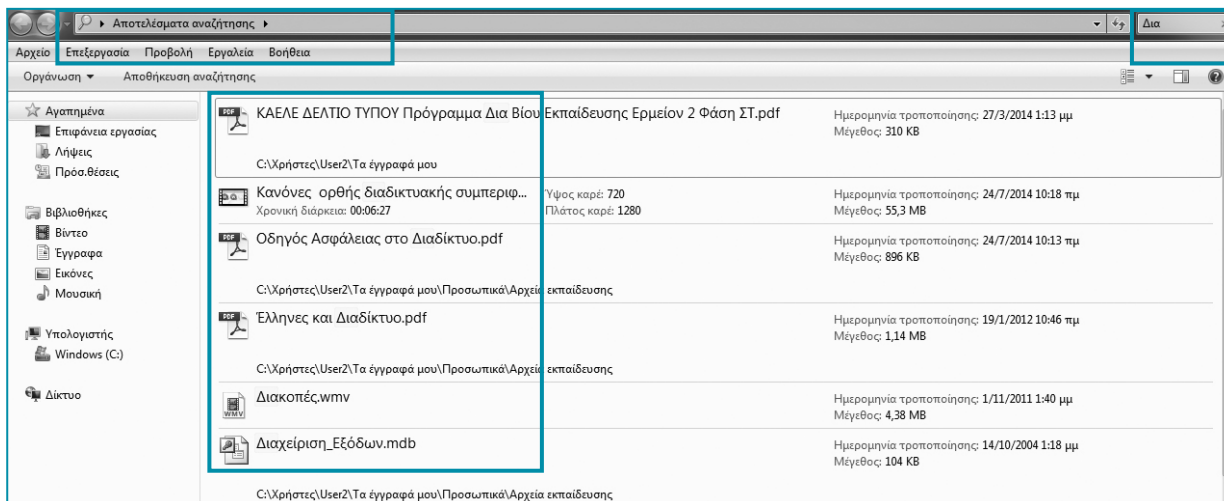 Αποτελέσματα αναζήτησης
Δια
Αρχείο Επεξεργασία Προβολή Εργαλεία Βοήθεια
Οργάνωση Αποθήκευση αναζήτησης
Αγαπημένα
Επιφάνεια εργασίας
Λήψεις
Πρόσ.θέσεις
Βιβλιοθήκες
Βίντεο
Έγγραφα
Εικόνες
Μουσική
Υπολογιστής
Windows (C:)
Δίκτυο
PDF ΚΑΕΛΕ ΔΕΛΤΙΟ ΤΥΠΟΥ Πρόγραμμα Δια Βίου Εκπαίδευσης Ερμείον 2 Φάση ΣΤ.pdf
Ημερομηνία τροποποίησης: 27/3/2014 1:13 μμ
Μέγεθος: 310 KB
C:\Χρήστες\User2\Τα έγγραφά μου
Κανόνες ορθής διαδικτυακής συμπεριφ...
Χρονική διάρκεια: 00:06:27
Ύψος καρέ: 720
Πλάτος καρέ: 1280
Ημερομηνία τροποποίησης: 24/7/2014 10:18 πμ
Μέγεθος: 55,3 MB
PDF Οδηγός Ασφάλειας στο Διαδίκτυο.pdf
Ημερομηνία τροποποίησης: 24/7/2014 10:13 πμ
Μέγεθος: 896 KB
C:\Χρήστες\User2\Τα έγγραφά μου\Προσωπικά\Αρχεία εκπαίδευσης
PDF Έλληνες και Διαδίκτυο.pdf
Ημερομηνία τροποποίησης: 19/1/2012 10:46 πμ
Μέγεθος: 1,14 MB
C:\Χρήστες\User2\Τα έγγραφά μου\Προσωπικά\Αρχεία εκπαίδευσης
WMV Διακοπές.wmv
Ημερομηνία τροποποίησης: 1/11/2011 1:40 μμ
Μέγεθος: 4,38 MB
Διαχείριση_Εξόδων.mdb
Ημερομηνία τροποποίησης: 14/10/2004 1:18 μμ
Μέγεθος: 104 KB
C:\Χρήστες\User2\Τα έγγραφά μου\Προσωπικά\Αρχεία εκπαίδευσης